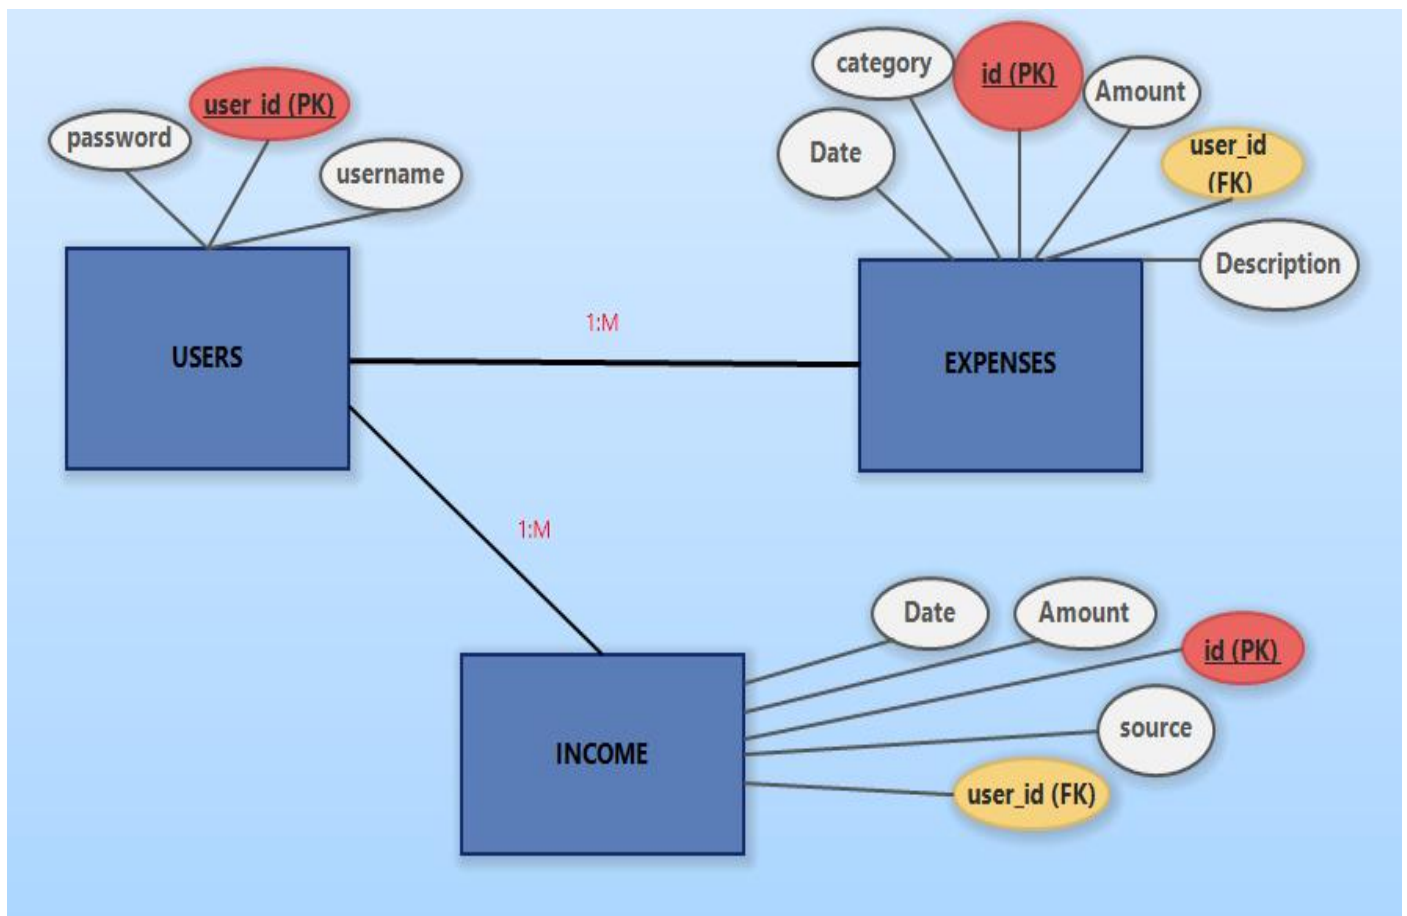 password
user_id (PK)
username
USERS
1:M
category
id (PK)
Amount
Date
user_id
(FK)
Description
EXPENSES
1:M
INCOME
Date
Amount
id (PK)
source
user_id (FK)